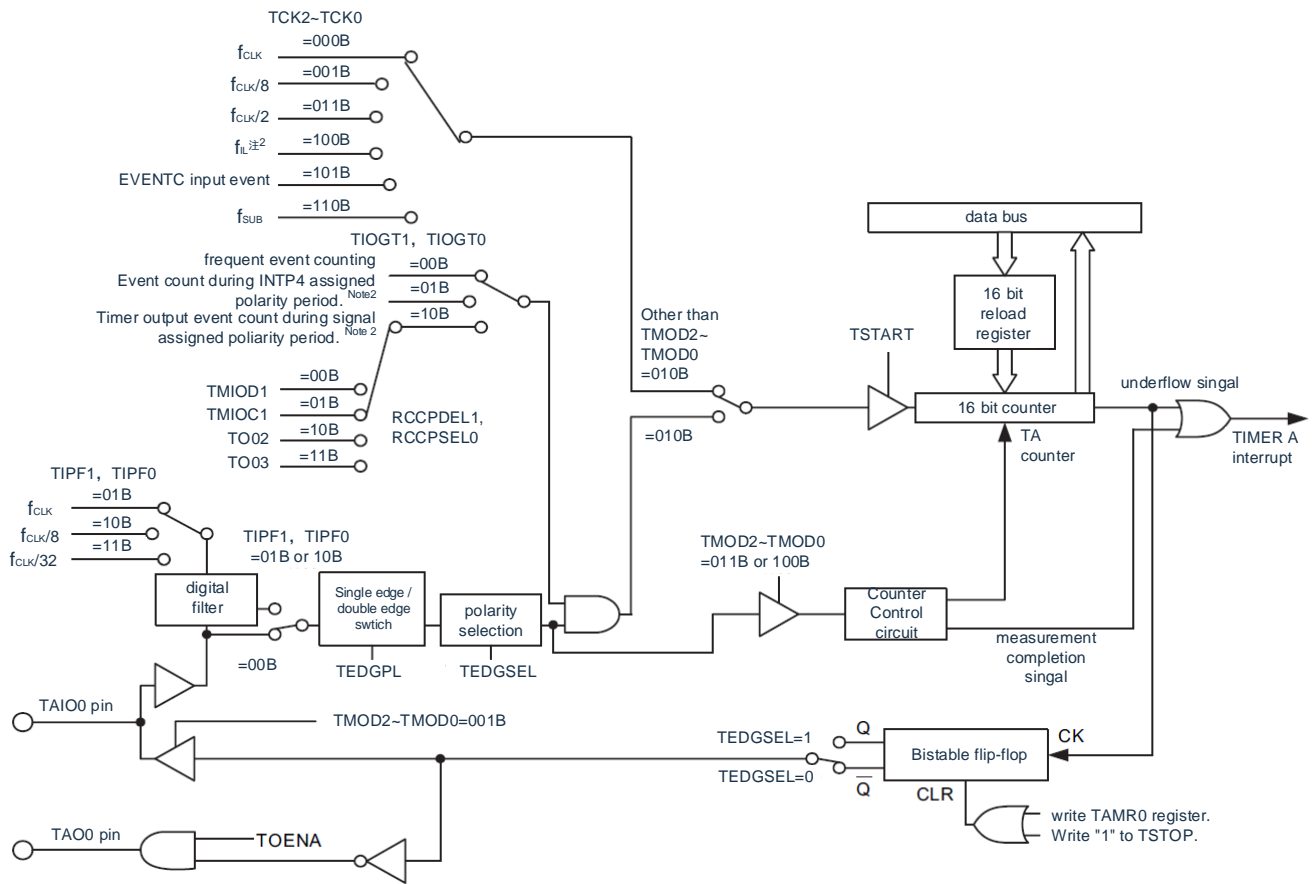 TCK2~TCK0
fCLK
=000B
fCLK/8
=001B
fCLK/2
=011B
fIL注2
=100B
EVENTC input event
=101B
fSUB
=110B
TIOGT1，TIOGT0
frequent event counting
=00B
Event count during INTP4 assigned
polarity period. Note2
=01B
Timer output event count during signal
assigned poliarity period. Note 2
=10B
TMIOD1
=00B
TMIOC1
=01B
TO02
=10B
TO03
=11B
RCCPDEL1,
RCCPSEL0
Other than
TMOD2~
TMOD0
=010B
=010B
data bus
16 bit
reload
register
TSTART
16 bit counter
underflow singal
TA
counter
TIMER A
interrupt
TIPF1，TIPF0
fCLK
=01B
fCLK/8
=10B
fCLK/32
=11B
digital
filter
TIPF1，TIPF0
=01B or 10B
=00B
Single edge /
double edge
swtich
TEDGPL
polarity
selection
TEDGSEL
TMOD2~TMOD0
=011B or 100B
Counter
Control
circuit
measurement
completion
singal
TAIO0 pin
TMOD2~TMOD0=001B
TEDGSEL=1
TEDGSEL=0
Q
Q
Bistable flip-flop
CK
CLR
write TAMR0 register.
Write "1" to TSTOP.
TAO0 pin
TOENA